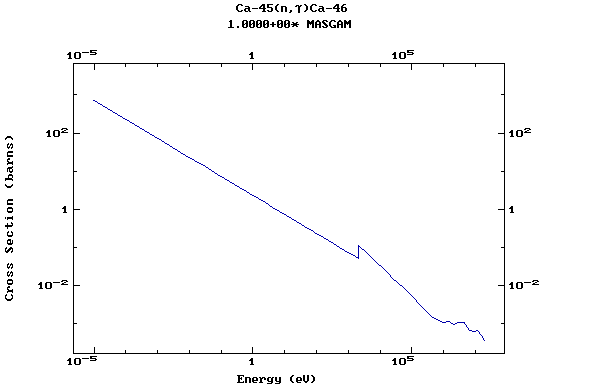 Ca-45(n,γ)Ca-46
1.0000+00* MASGAM
10⁻⁵ 1 10⁵
10² 10²
1 1
10⁻² 10⁻²
10⁻⁵ 1 10⁵
Cross Section (barns)
Energy (eV)